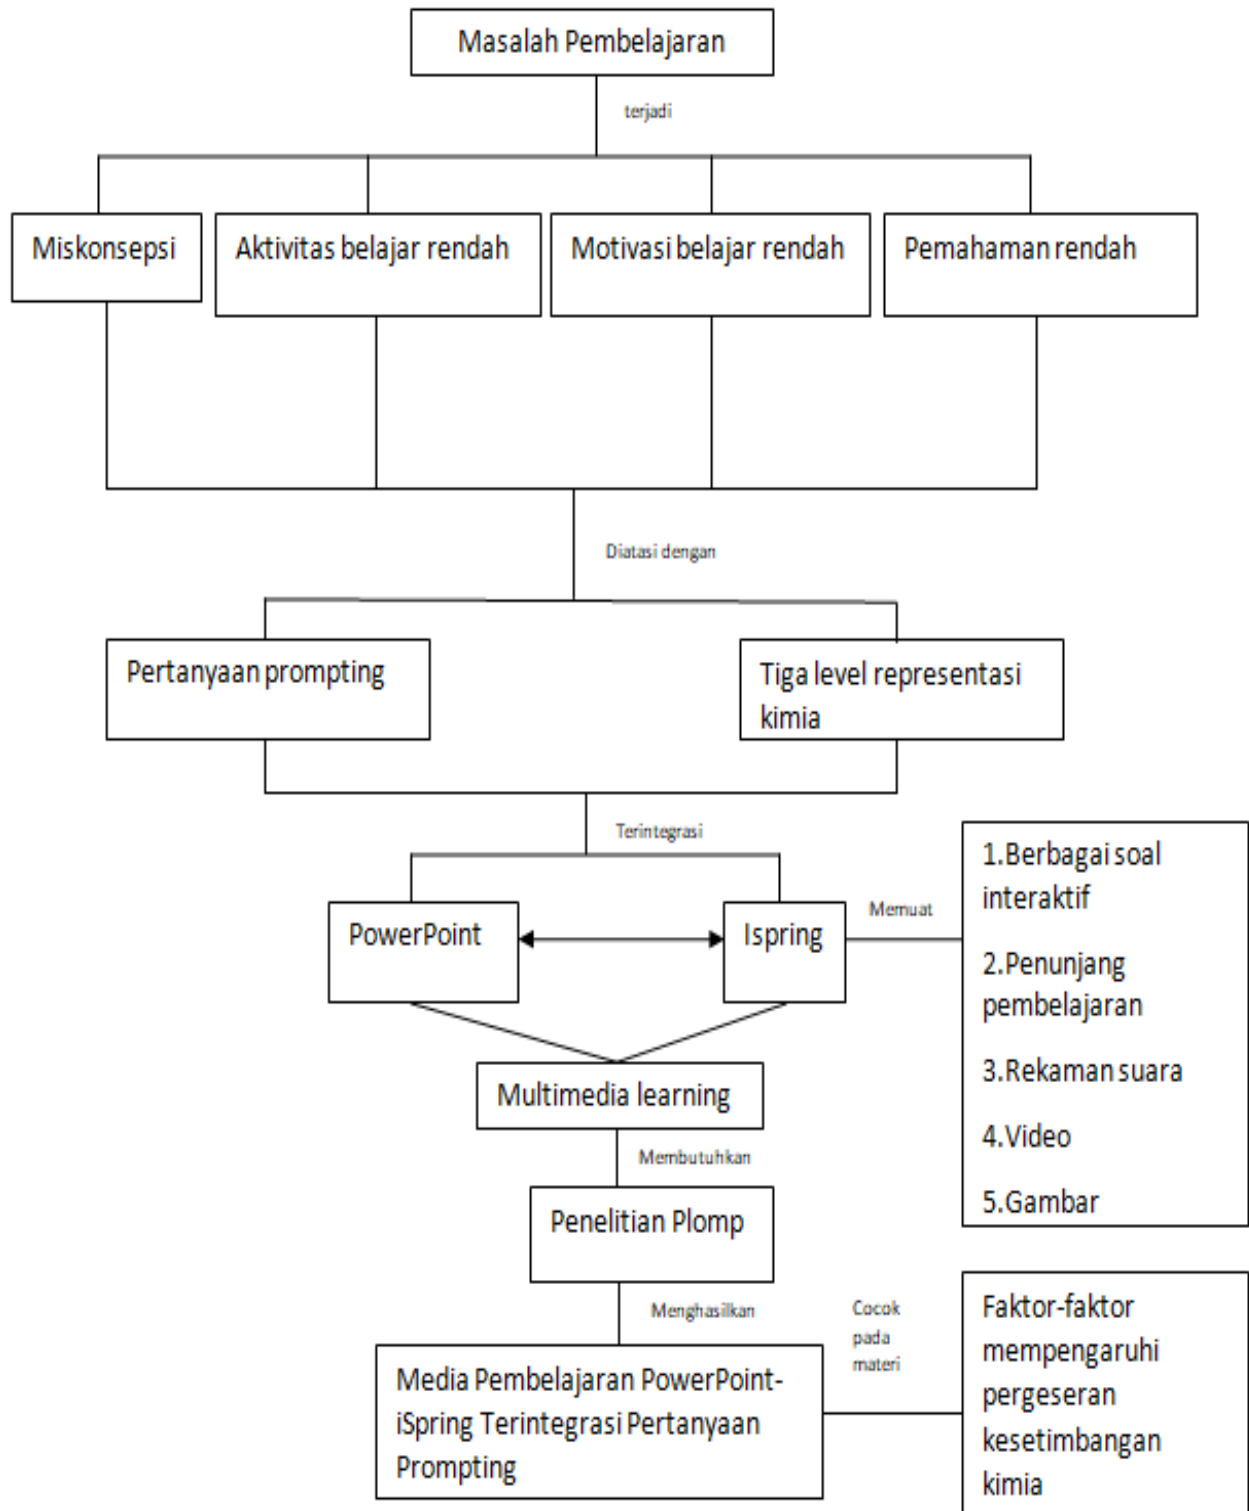 Masalah Pembelajaran
terjadi
Miskonsepsi
Aktivitas belajar rendah
Motivasi belajar rendah
Pemahaman rendah
Diatasi dengan
Pertanyaan prompting
Tiga level representasi
kimia
Terintegrasi
PowerPoint
Ispring
Memuat
1.Berbagai soal
interaktif
2.Penunjang
pembelajaran
3.Rekaman suara
4.Video
5.Gambar
Multimedia learning
Membutuhkan
Penelitian Plomp
Menghasilkan
Media Pembelajaran PowerPoint-
iSpring Terintegrasi Pertanyaan
Prompting
Cocok
pada
materi
Faktor-faktor
mempengaruhi
pergeseran
kesetimbangan
kimia